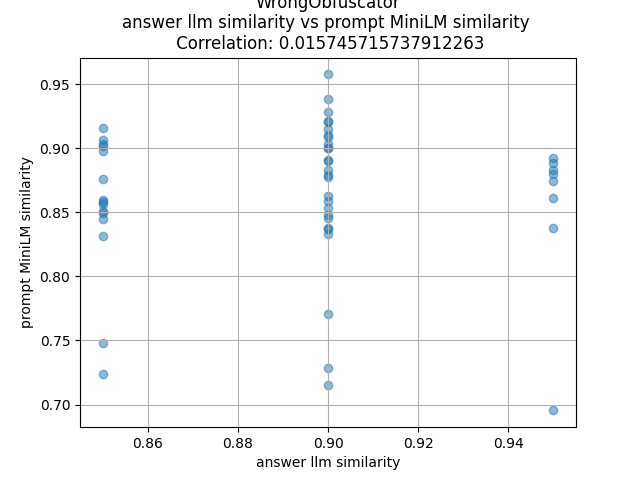 WrongObfuscator
answer llm similarity vs prompt MiniLM similarity
Correlation: 0.015745715737912263
0.95
0.90
0.85
0.80
0.75
0.70
prompt MiniLM similarity
0.86 0.88 0.90 0.92 0.94
answer llm similarity